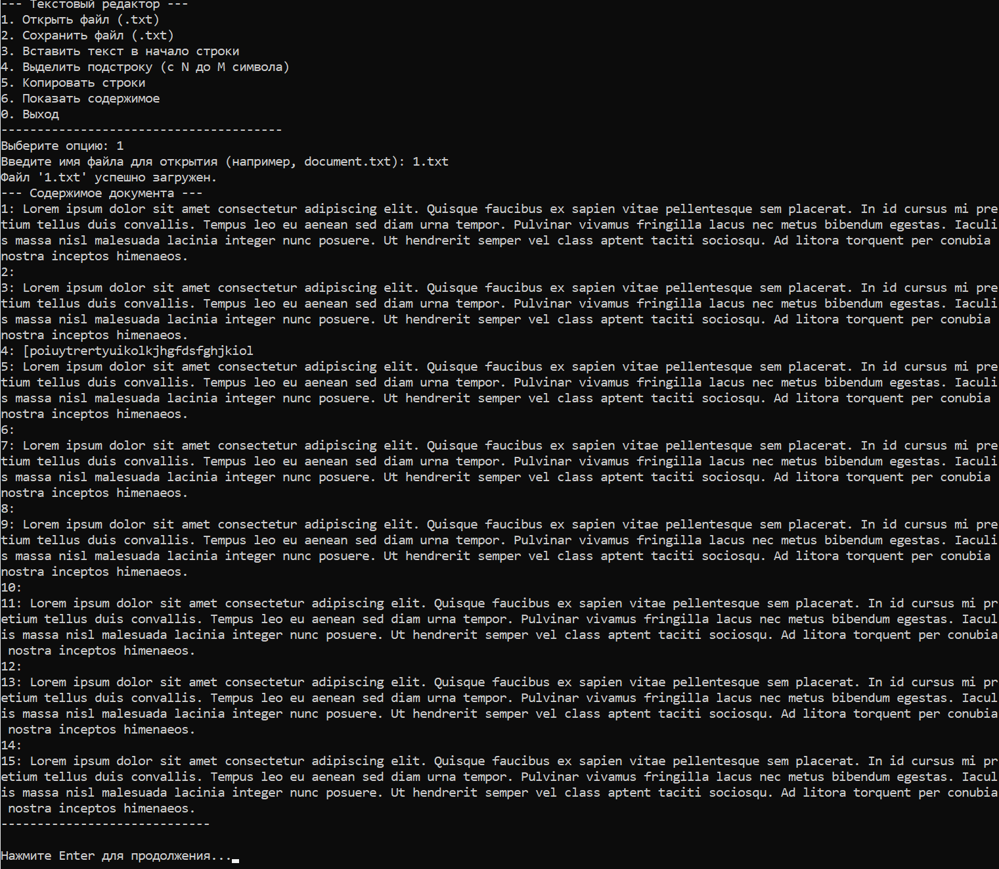 --- Текстовый редактор ---
1. Открыть файл (.txt)
2. Сохранить файл (.txt)
3. Вставить текст в начало строки
4. Выделить подстроку (с N до M символа)
5. Копировать строки
6. Показать содержимое
0. Выход
---------------------------------------
Выберите опцию: 1
Введите имя файла для открытия (например, document.txt): 1.txt
Файл '1.txt' успешно загружен.
--- Содержимое документа ---
1: Lorem ipsum dolor sit amet consectetur adipiscing elit. Quisque faucibus ex sapien vitae pellentesque sem placerat. In id cursus mi pre
tium tellus duis convallis. Tempus leo eu aenean sed diam urna tempor. Pulvinar vivamus fringilla lacus nec metus bibendum egestas. Iaculi
s massa nisl malesuada lacinia integer nunc posuere. Ut hendrerit semper vel class aptent taciti sociosqu. Ad litora torquent per conubia
nostra inceptos himenaeos.
2:
3: Lorem ipsum dolor sit amet consectetur adipiscing elit. Quisque faucibus ex sapien vitae pellentesque sem placerat. In id cursus mi pre
tium tellus duis convallis. Tempus leo eu aenean sed diam urna tempor. Pulvinar vivamus fringilla lacus nec metus bibendum egestas. Iaculi
s massa nisl malesuada lacinia integer nunc posuere. Ut hendrerit semper vel class aptent taciti sociosqu. Ad litora torquent per conubia
nostra inceptos himenaeos.
4: [poiuytrertyuikolkjhgfdsfghjkiol
5: Lorem ipsum dolor sit amet consectetur adipiscing elit. Quisque faucibus ex sapien vitae pellentesque sem placerat. In id cursus mi pre
tium tellus duis convallis. Tempus leo eu aenean sed diam urna tempor. Pulvinar vivamus fringilla lacus nec metus bibendum egestas. Iaculi
s massa nisl malesuada lacinia integer nunc posuere. Ut hendrerit semper vel class aptent taciti sociosqu. Ad litora torquent per conubia
nostra inceptos himenaeos.
6:
7: Lorem ipsum dolor sit amet consectetur adipiscing elit. Quisque faucibus ex sapien vitae pellentesque sem placerat. In id cursus mi pre
tium tellus duis convallis. Tempus leo eu aenean sed diam urna tempor. Pulvinar vivamus fringilla lacus nec metus bibendum egestas. Iaculi
s massa nisl malesuada lacinia integer nunc posuere. Ut hendrerit semper vel class aptent taciti sociosqu. Ad litora torquent per conubia
nostra inceptos himenaeos.
8:
9: Lorem ipsum dolor sit amet consectetur adipiscing elit. Quisque faucibus ex sapien vitae pellentesque sem placerat. In id cursus mi pre
tium tellus duis convallis. Tempus leo eu aenean sed diam urna tempor. Pulvinar vivamus fringilla lacus nec metus bibendum egestas. Iaculi
s massa nisl malesuada lacinia integer nunc posuere. Ut hendrerit semper vel class aptent taciti sociosqu. Ad litora torquent per conubia
nostra inceptos himenaeos.
10:
11: Lorem ipsum dolor sit amet consectetur adipiscing elit. Quisque faucibus ex sapien vitae pellentesque sem placerat. In id cursus mi pr
etium tellus duis convallis. Tempus leo eu aenean sed diam urna tempor. Pulvinar vivamus fringilla lacus nec metus bibendum egestas. Iacul
is massa nisl malesuada lacinia integer nunc posuere. Ut hendrerit semper vel class aptent taciti sociosqu. Ad litora torquent per conubia
 nostra inceptos himenaeos.
12:
13: Lorem ipsum dolor sit amet consectetur adipiscing elit. Quisque faucibus ex sapien vitae pellentesque sem placerat. In id cursus mi pr
etium tellus duis convallis. Tempus leo eu aenean sed diam urna tempor. Pulvinar vivamus fringilla lacus nec metus bibendum egestas. Iacul
is massa nisl malesuada lacinia integer nunc posuere. Ut hendrerit semper vel class aptent taciti sociosqu. Ad litora torquent per conubia
 nostra inceptos himenaeos.
14:
15: Lorem ipsum dolor sit amet consectetur adipiscing elit. Quisque faucibus ex sapien vitae pellentesque sem placerat. In id cursus mi pr
etium tellus duis convallis. Tempus leo eu aenean sed diam urna tempor. Pulvinar vivamus fringilla lacus nec metus bibendum egestas. Iacul
is massa nisl malesuada lacinia integer nunc posuere. Ut hendrerit semper vel class aptent taciti sociosqu. Ad litora torquent per conubia
 nostra inceptos himenaeos.
-----------------------------
Нажмите Enter для продолжения...